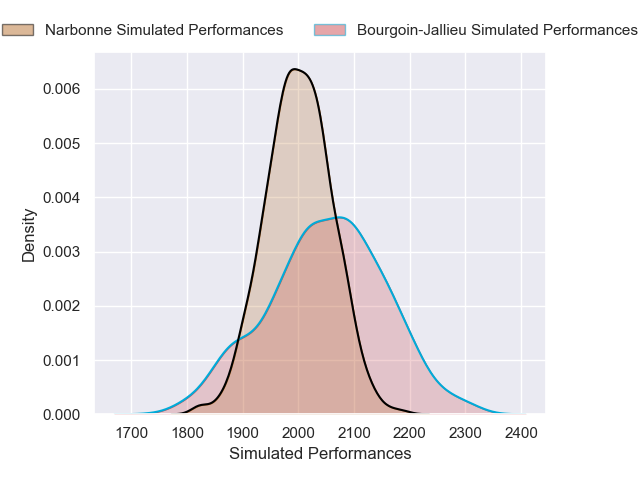 Narbonne Simulated Performances Bourgoin-Jallieu Simulated Performances
0.006
0.005
0.004
0.003
0.002
0.001
0.000
Density
1700 1800 1900 2000 2100 2200 2300 2400
Simulated Performances